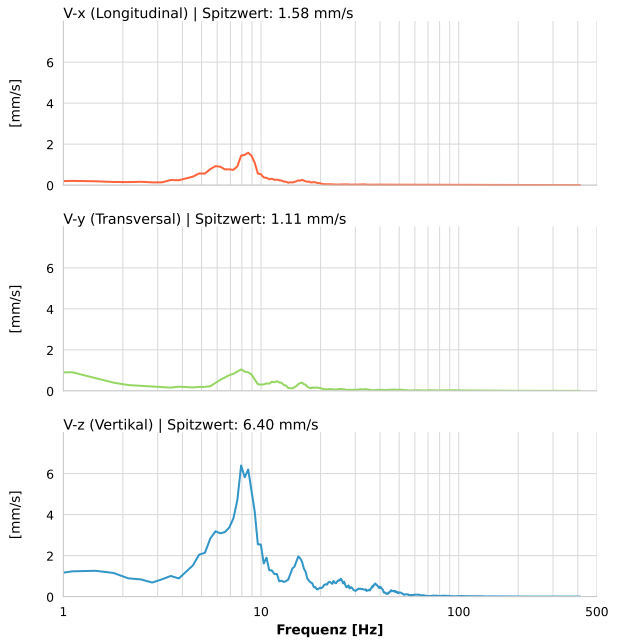 V-x (Longitudinal) | Spitzwert: 1.58 mm/s
6
4
2
0
[mm/s]
V-y (Transversal) | Spitzwert: 1.11 mm/s
6
4
2
0
[mm/s]
V-z (Vertikal) | Spitzwert: 6.40 mm/s
6
4
2
0
[mm/s]
1 10 100 500
Frequenz [Hz]